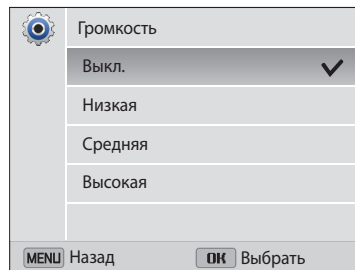 Громкость
Выкл.
Низкая
Средняя
Высокая
MENU Назад OK Выбрать